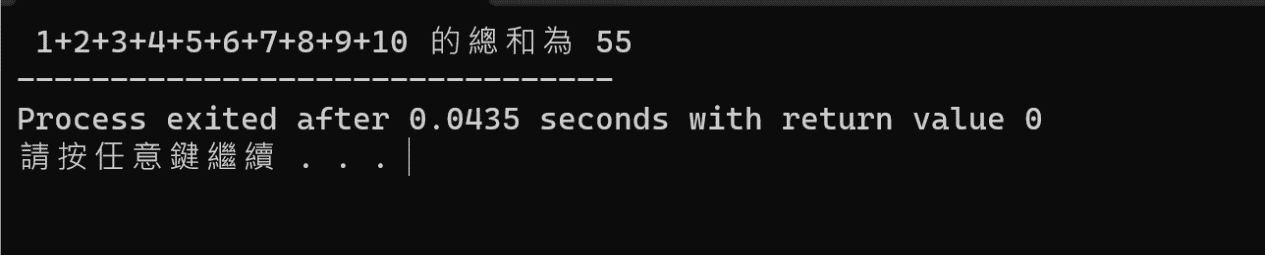 1+2+3+4+5+6+7+8+9+10 的總和為 55
--------------------------------
Process exited after 0.0435 seconds with return value 0
請按任意鍵繼續 . . .